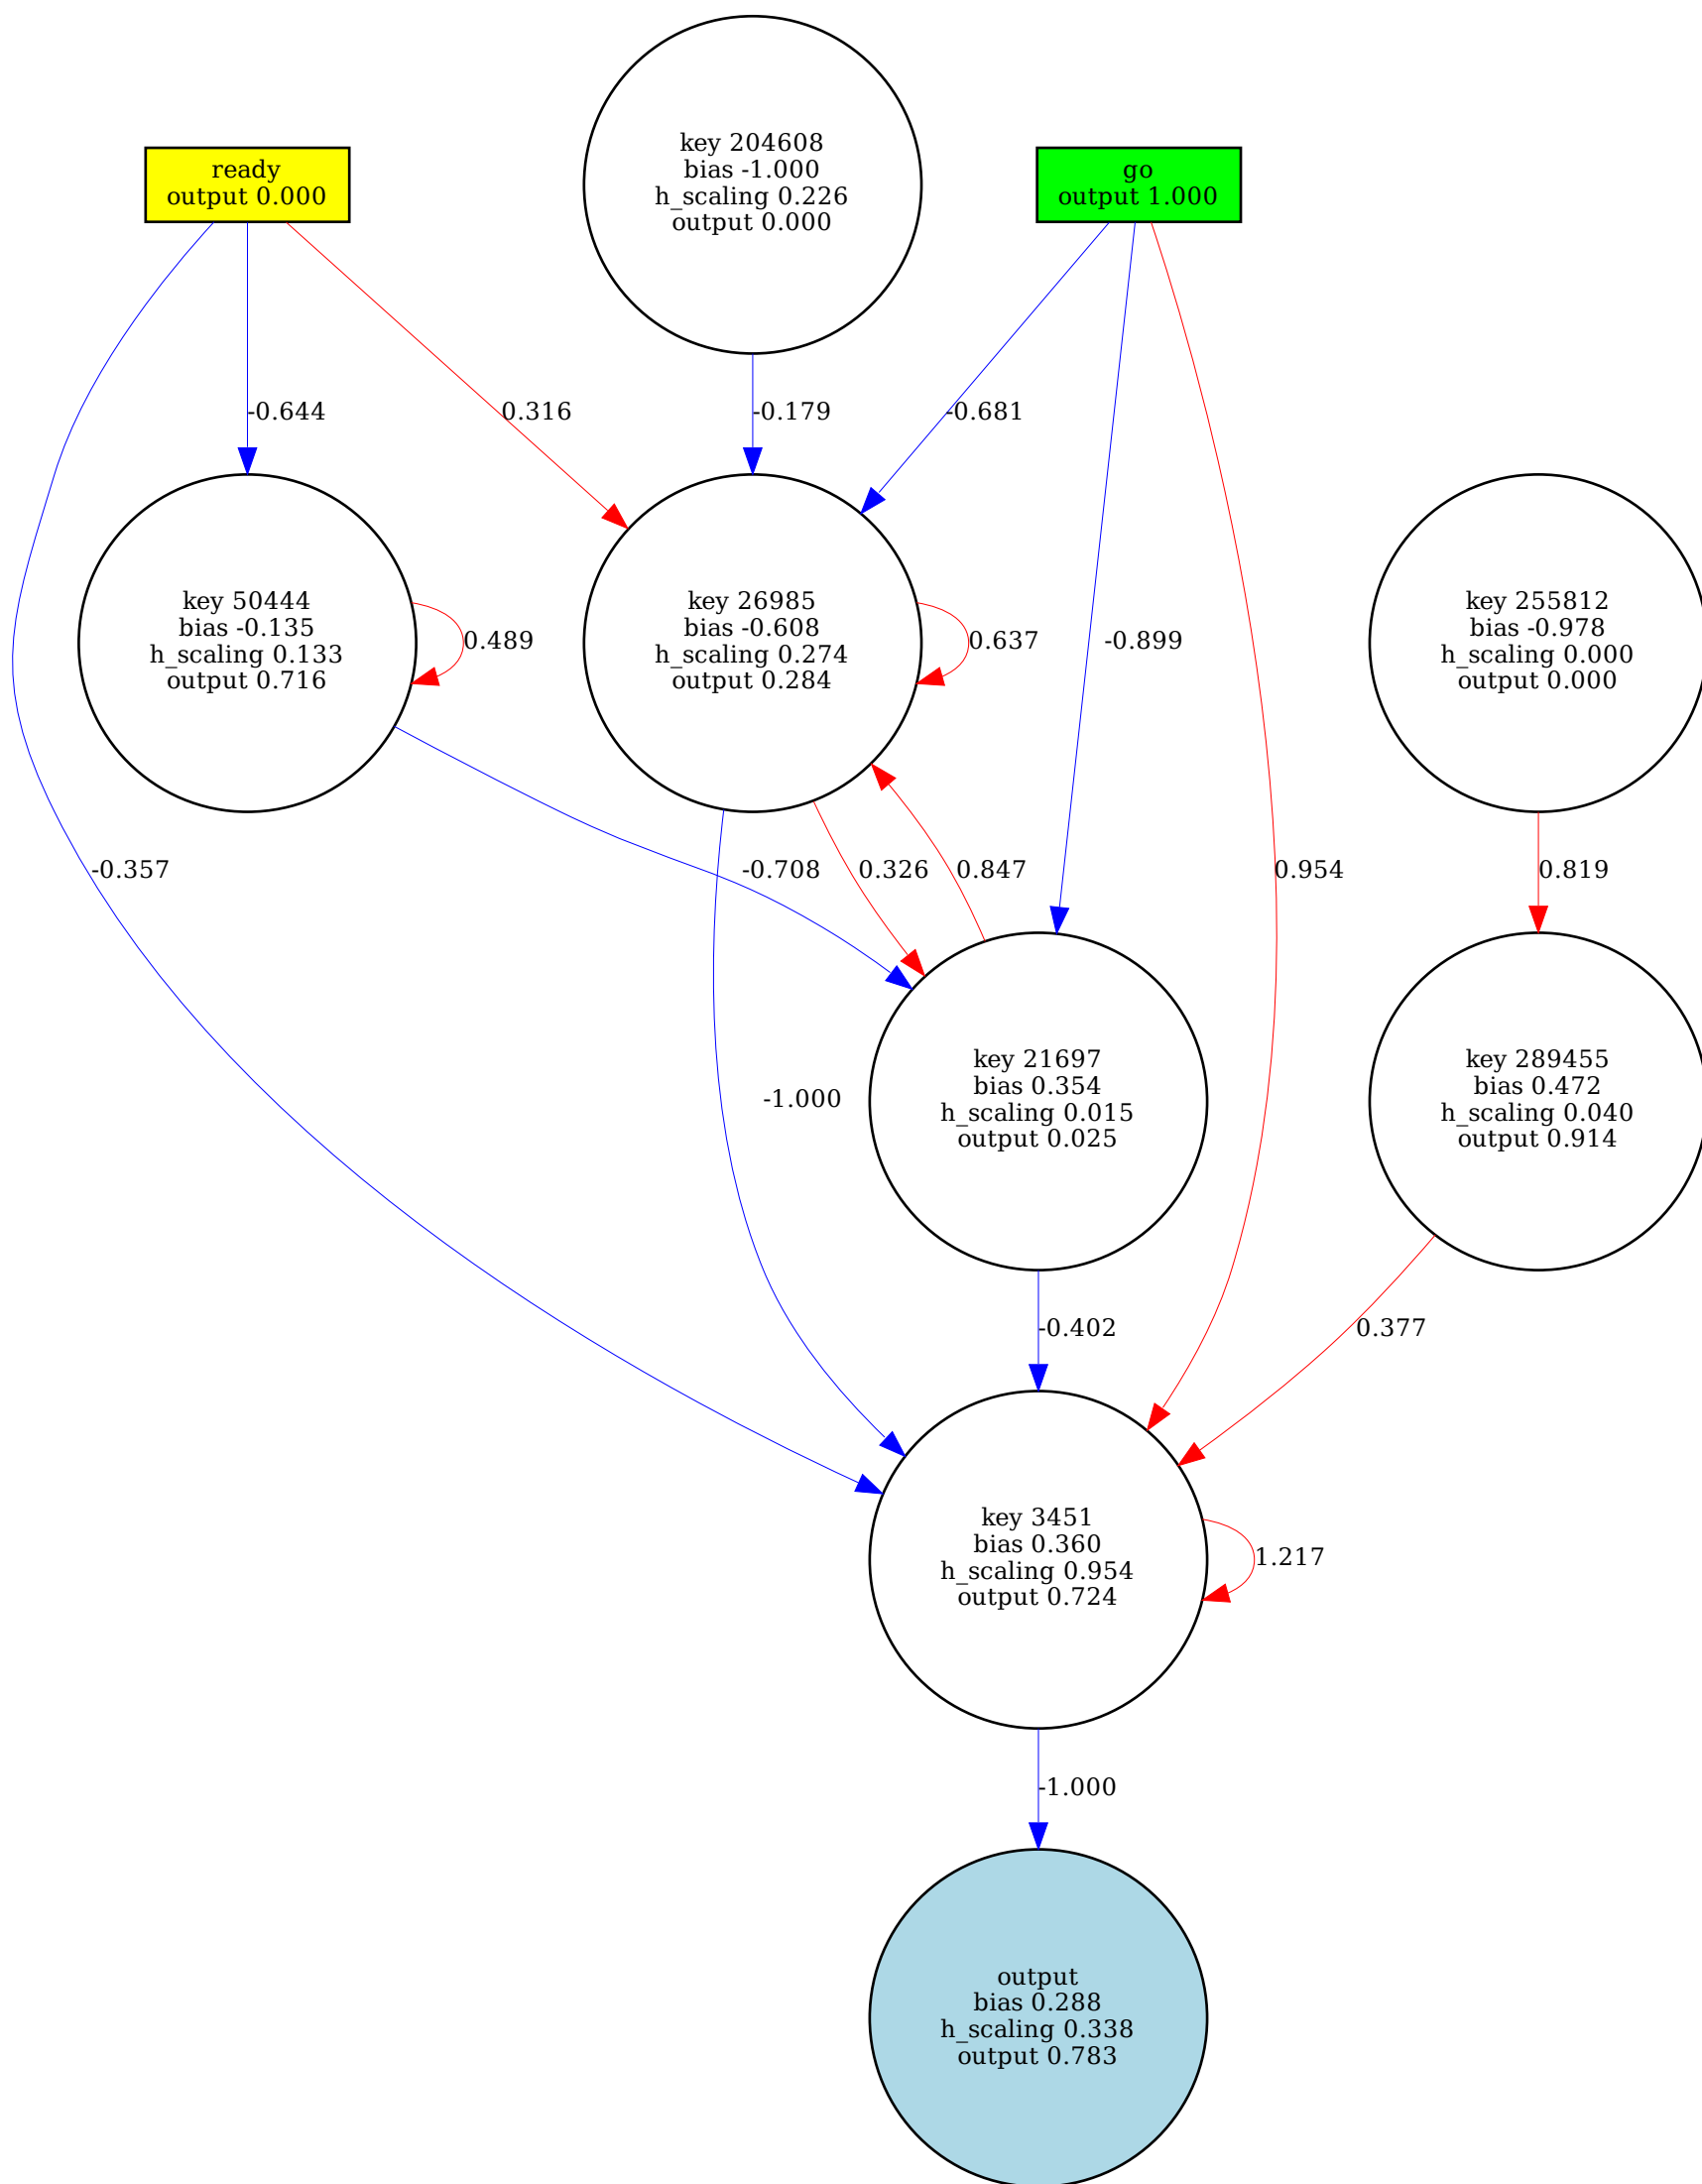 key 204608
bias -1.000
h_scaling 0.226
output 0.000
ready
output 0.000
go
output 1.000
-0.644
0.316
-0.179
-0.681
key 50444
bias -0.135
h_scaling 0.133
output 0.716
0.489
key 26985
bias -0.608
h_scaling 0.274
output 0.284
0.637
-0.899
key 255812
bias -0.978
h_scaling 0.000
output 0.000
-0.357
-0.708
0.326
0.847
0.954
0.819
-1.000
key 21697
bias 0.354
h_scaling 0.015
output 0.025
key 289455
bias 0.472
h_scaling 0.040
output 0.914
-0.402
0.377
key 3451
bias 0.360
h_scaling 0.954
output 0.724
1.217
-1.000
output
bias 0.288
h_scaling 0.338
output 0.783